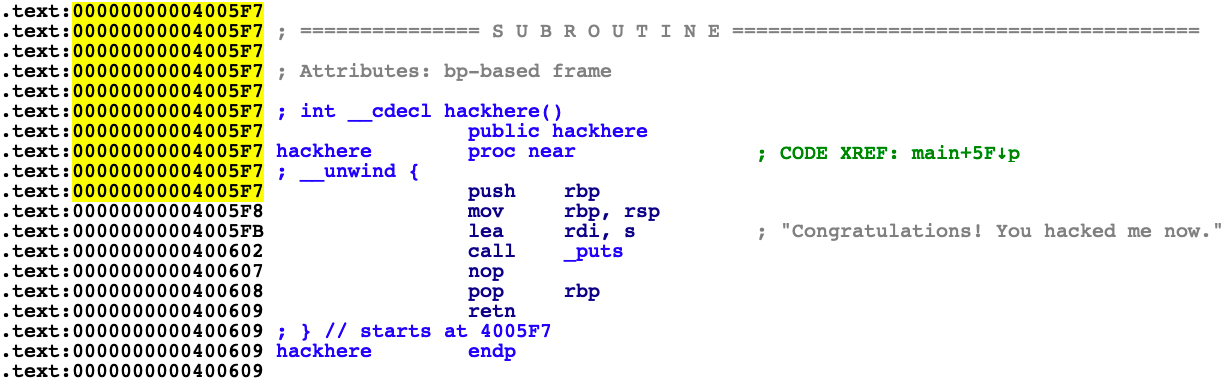 .text:00000000004005F7
.text:00000000004005F7 ; =============== S U B R O U T I N E =======================================
.text:00000000004005F7
.text:00000000004005F7 ; Attributes: bp-based frame
.text:00000000004005F7
.text:00000000004005F7 ; int __cdecl hackhere()
.text:00000000004005F7                 public hackhere
.text:00000000004005F7 hackhere        proc near               ; CODE XREF: main+5F↓p
.text:00000000004005F7 ; __unwind {
.text:00000000004005F7                 push    rbp
.text:00000000004005F8                 mov     rbp, rsp
.text:00000000004005FB                 lea     rdi, s          ; "Congratulations! You hacked me now."
.text:0000000000400602                 call    _puts
.text:0000000000400607                 nop
.text:0000000000400608                 pop     rbp
.text:0000000000400609                 retn
.text:0000000000400609 ; } // starts at 4005F7
.text:0000000000400609 hackhere        endp
.text:0000000000400609